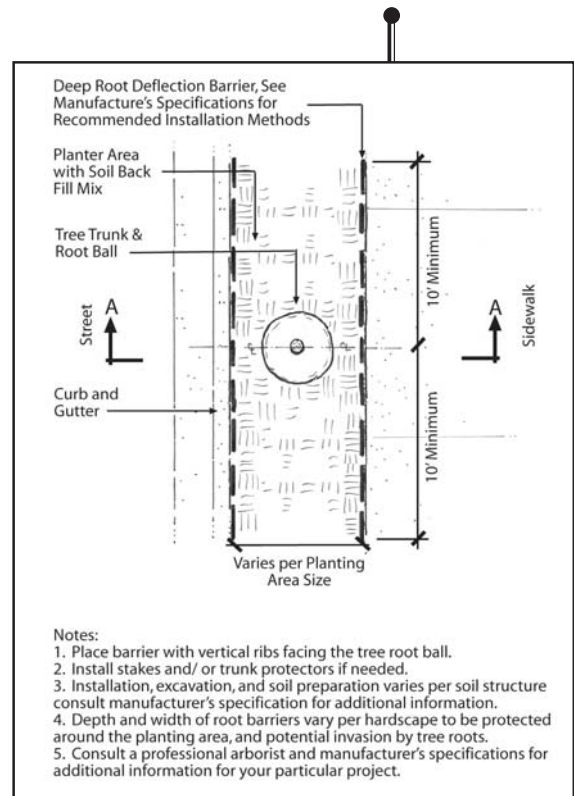 Deep Root Deflection Barrier, See
Manufacture's Specifications for
Recommended Installation Methods
Planter Area
with Soil Back
Fill Mix
Tree Trunk &
Root Ball
10' Minimum
Street
A
A
Sidewalk
Curb and
Gutter
10' Minimum
Varies per Planting
Area Size
Notes:
1. Place barrier with vertical ribs facing the tree root ball.
2. Install stakes and/ or trunk protectors if needed.
3. Installation, excavation, and soil preparation varies per soil structure
consult manufacturer's specification for additional information.
4. Depth and width of root barriers vary per hardscape to be protected
around the planting area, and potential invasion by tree roots.
5. Consult a professional arborist and manufacturer's specifications for
additional information for your particular project.